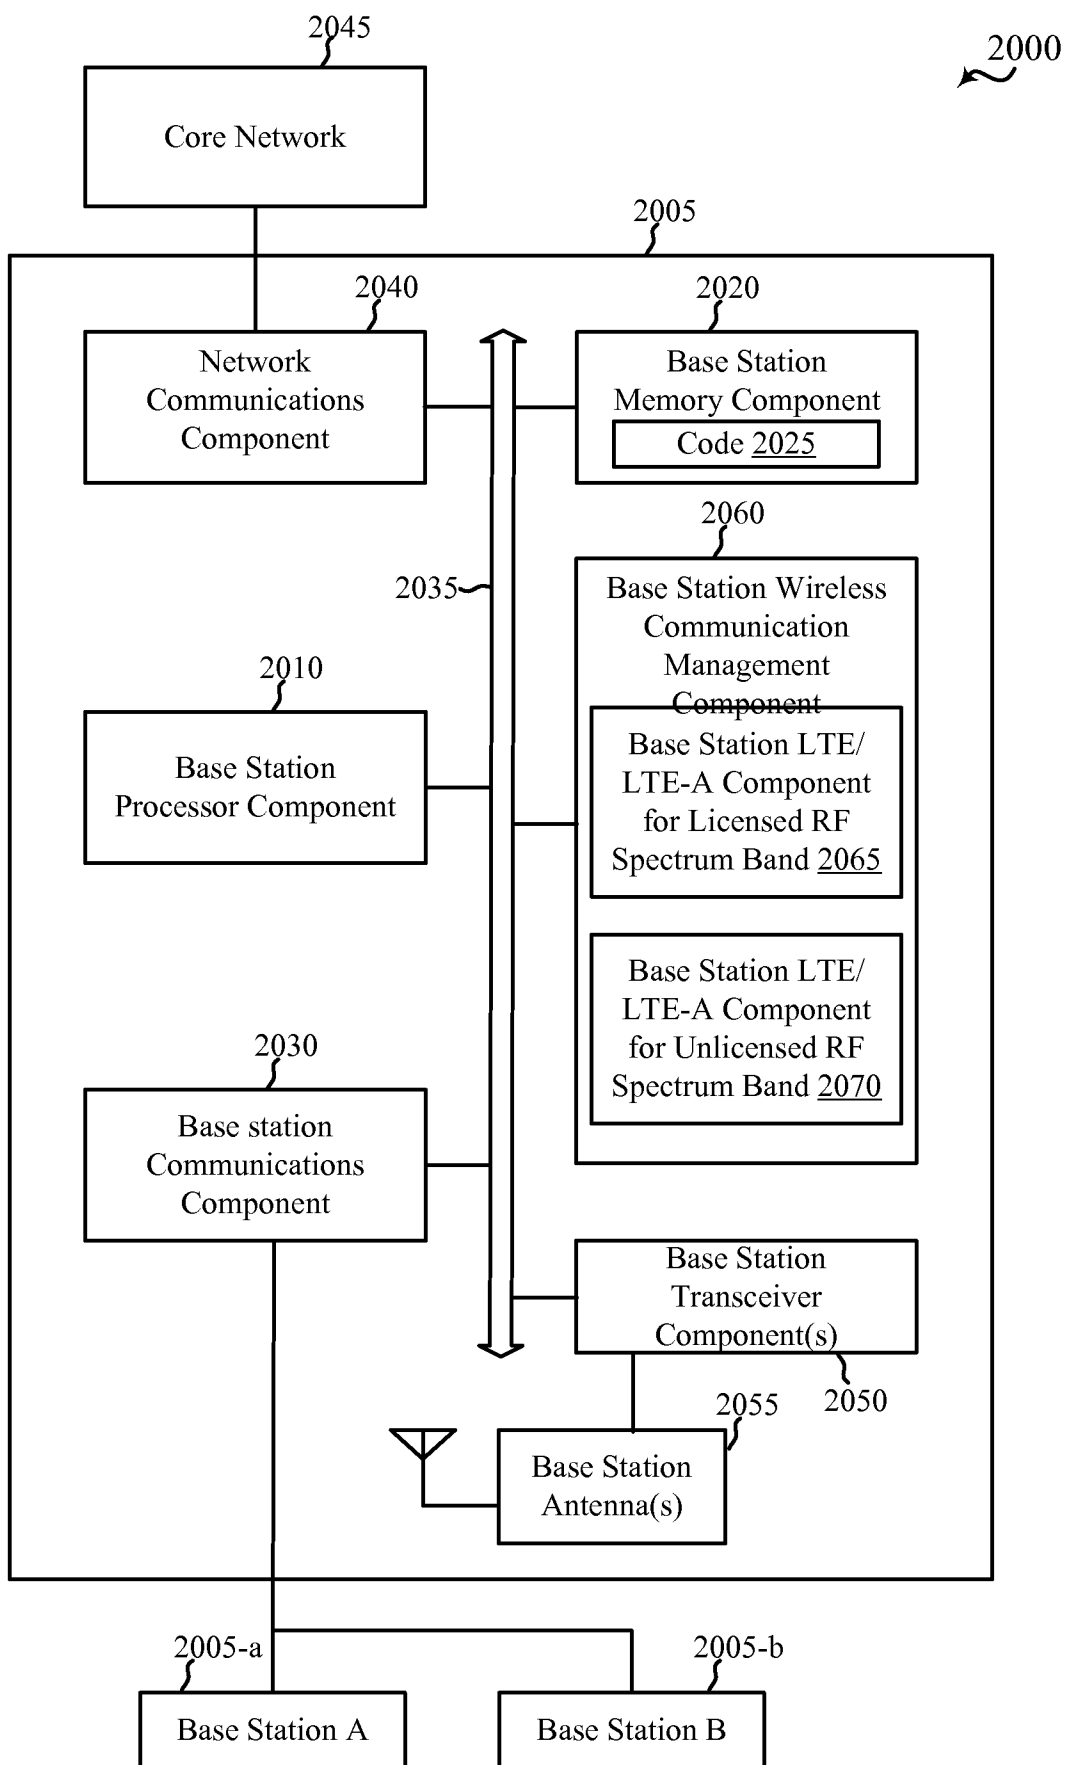 2045
2000
Core Network
2005
2040
2020
Network
Communications
Component
Base Station
Memory Component
Code 2025
2060
2035
Base Station Wireless
Communication
Management
Component
2010
Base Station
Processor Component
Base Station LTE/
LTE-A Component
for Licensed RF
Spectrum Band 2065
Base Station LTE/
LTE-A Component
for Unlicensed RF
Spectrum Band 2070
2030
Base station
Communications
Component
Base Station
Transceiver
Component(s)
2050
2055
Base Station
Antenna(s)
2005-a
2005-b
Base Station A
Base Station B